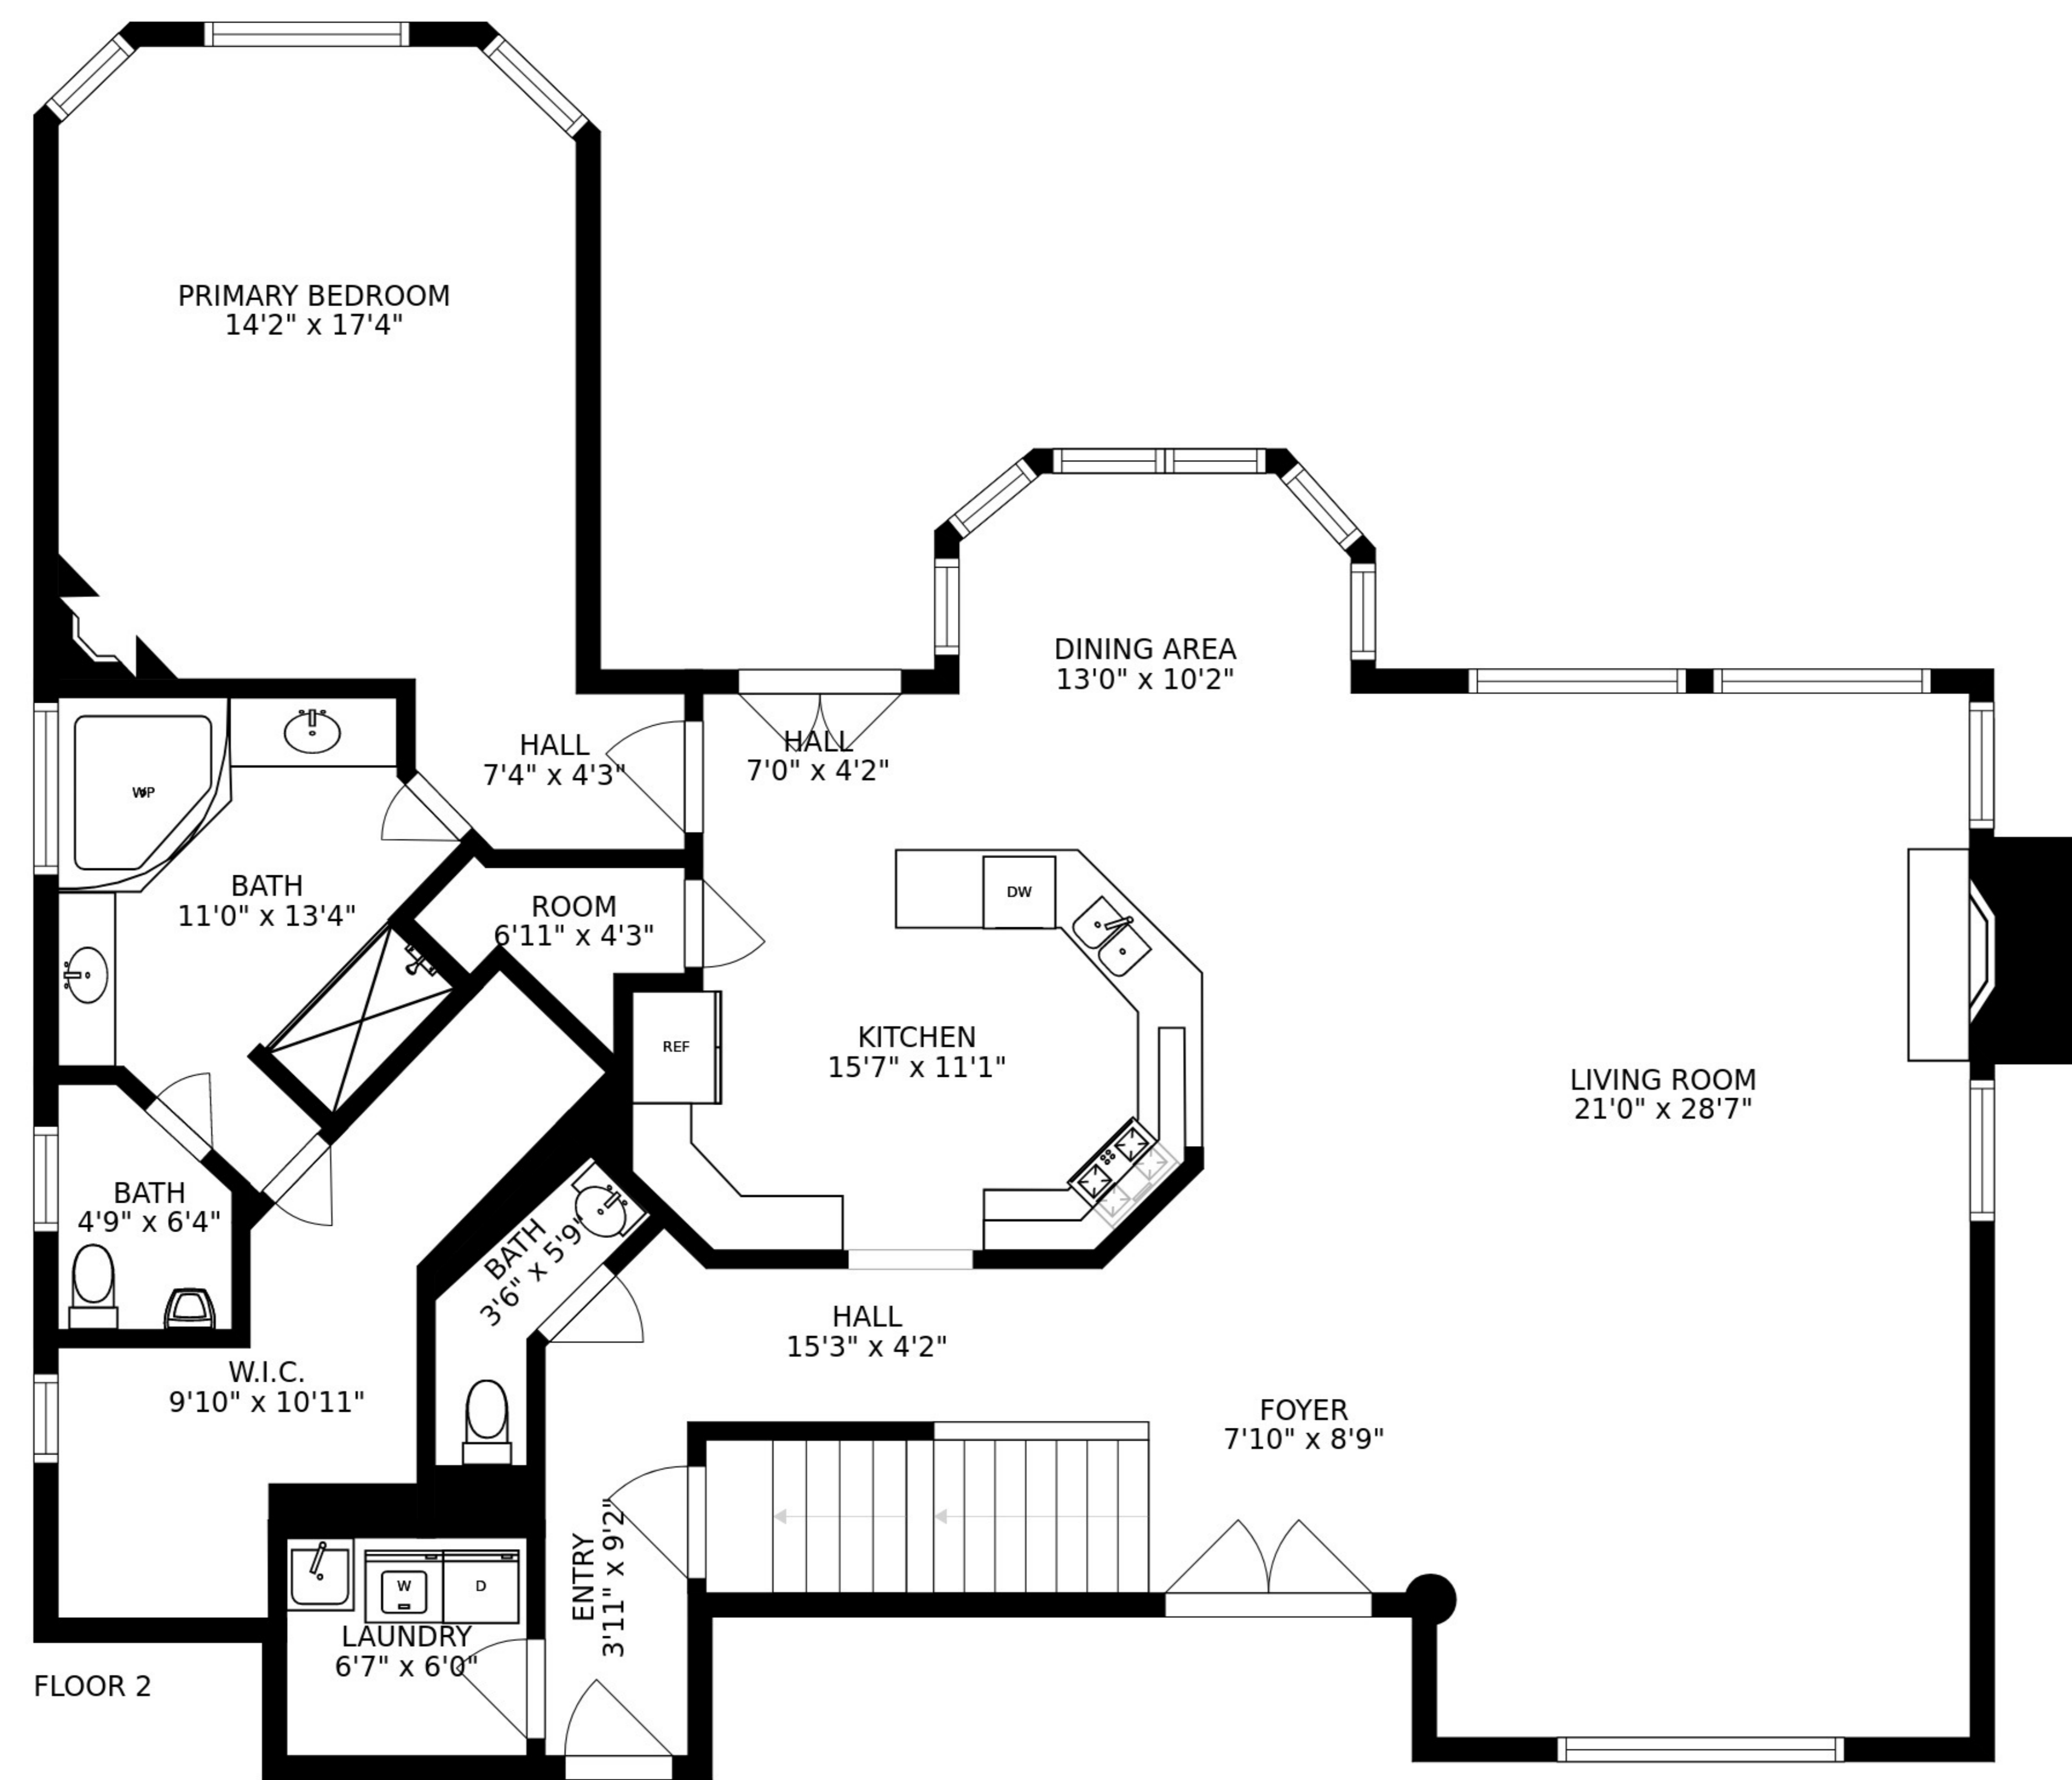 PRIMARY BEDROOM
14'2" x 17'4"
DINING AREA
13'0" x 10'2"
HALL
7'4" x 4'3"
HALL
7'0" x 4'2"
WP
BATH
11'0" x 13'4"
ROOM
6'11" x 4'3"
DW
REF
KITCHEN
15'7" x 11'1"
LIVING ROOM
21'0" x 28'7"
BATH
4'9" x 6'4"
BATH
3'6" x 5'9"
HALL
15'3" x 4'2"
W.I.C.
9'10" x 10'11"
FOYER
7'10" x 8'9"
ENTRY
3'11" x 9'2"
W
D
LAUNDRY
6'7" x 6'0"
FLOOR 2